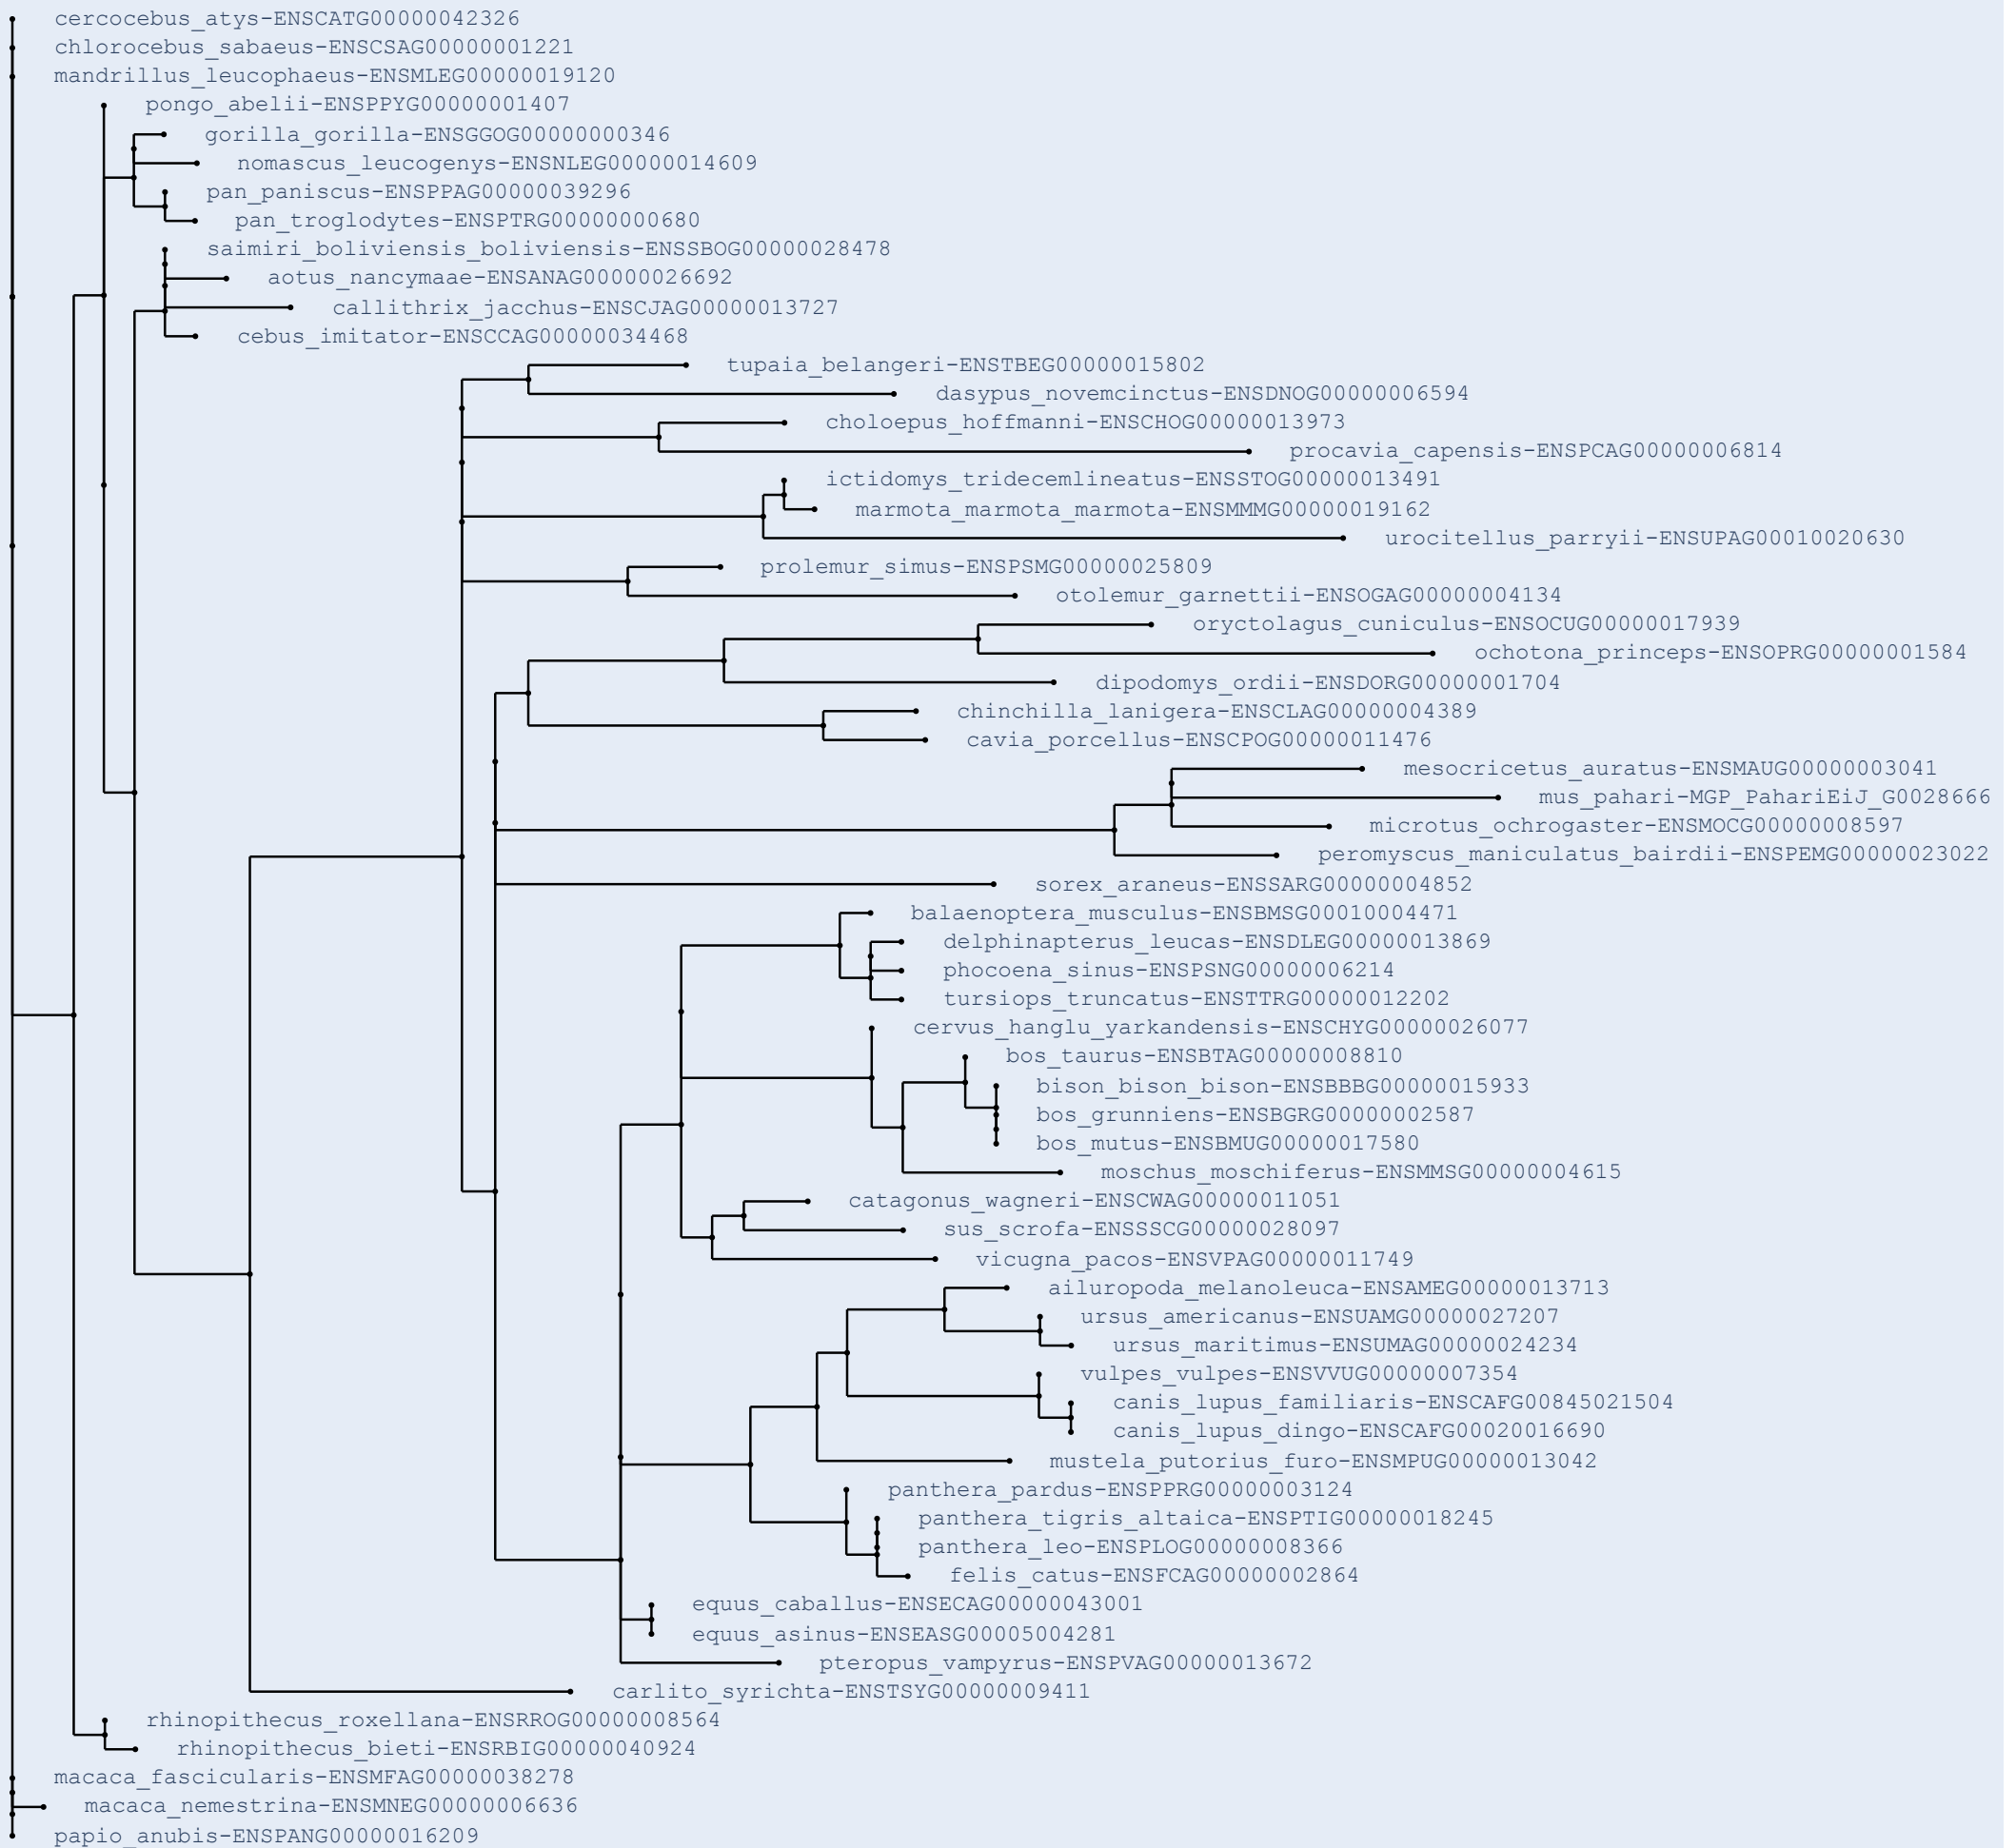 cercocebus_atys-ENSCATG00000042326
chlorocebus_sabaeus-ENSCSAG00000001221
mandrillus_leucophaeus-ENSMLEG00000019120
pongo_abelii-ENSPPYG00000001407
gorilla_gorilla-ENSGGOG00000000346
nomascus_leucogenys-ENSNLEG00000014609
pan_paniscus-ENSPPAG00000039296
pan_troglodytes-ENSPTRG00000000680
saimiri_boliviensis_boliviensis-ENSSBOG00000028478
aotus_nancymaae-ENSANAG00000026692
callithrix_jacchus-ENSCJAG00000013727
cebus_imitator-ENSCCAG00000034468
tupaia_belangeri-ENSTBEG00000015802
dasypus_novemcinctus-ENSDNOG00000006594
choloepus_hoffmanni-ENSCHOG00000013973
procavia_capensis-ENSPCAG00000006814
ictidomys_tridecemlineatus-ENSSTOG00000013491
marmota_marmota_marmota-ENSMMMG00000019162
urocitellus_parryii-ENSUPAG00010020630
prolemur_simus-ENSPSMG00000025809
otolemur_garnettii-ENSOGAG00000004134
oryctolagus_cuniculus-ENSOCUG00000017939
ochotona_princeps-ENSOPRG00000001584
dipodomys_ordii-ENSDORG00000001704
chinchilla_lanigera-ENSCLAG00000004389
cavia_porcellus-ENSCPOG00000011476
mesocricetus_auratus-ENSMAUG00000003041
mus_pahari-MGP_PahariEiJ_G0028666
microtus_ochrogaster-ENSMOCG00000008597
peromyscus_maniculatus_bairdii-ENSPEMG00000023022
sorex_araneus-ENSSARG00000004852
balaenoptera_musculus-ENSBMSG00010004471
delphinapterus_leucas-ENSDLEG00000013869
phocoena_sinus-ENSPSNG00000006214
tursiops_truncatus-ENSTTRG00000012202
cervus_hanglu_yarkandensis-ENSCHYG00000026077
bos_taurus-ENSBTAG00000008810
bison_bison_bison-ENSBBBG00000015933
bos_grunniens-ENSBGRG00000002587
bos_mutus-ENSBMUG00000017580
moschus_moschiferus-ENSMMSG00000004615
catagonus_wagneri-ENSCWAG00000011051
sus_scrofa-ENSSSCG00000028097
vicugna_pacos-ENSVPAG00000011749
ailuropoda_melanoleuca-ENSAMEG00000013713
ursus_americanus-ENSUAMG00000027207
ursus_maritimus-ENSUMAG00000024234
vulpes_vulpes-ENSVVUG00000007354
canis_lupus_familiaris-ENSCAFG00845021504
canis_lupus_dingo-ENSCAFG00020016690
mustela_putorius_furo-ENSMPUG00000013042
panthera_pardus-ENSPPRG00000003124
panthera_tigris_altaica-ENSPTIG00000018245
panthera_leo-ENSPLOG00000008366
felis_catus-ENSFCAG00000002864
equus_caballus-ENSECAG00000043001
equus_asinus-ENSEASG00005004281
pteropus_vampyrus-ENSPVAG00000013672
carlito_syrichta-ENSTSYG00000009411
rhinopithecus_roxellana-ENSRROG00000008564
rhinopithecus_bieti-ENSRBIG00000040924
macaca_fascicularis-ENSMFAG00000038278
macaca_nemestrina-ENSMNEG00000006636
papio_anubis-ENSPANG00000016209